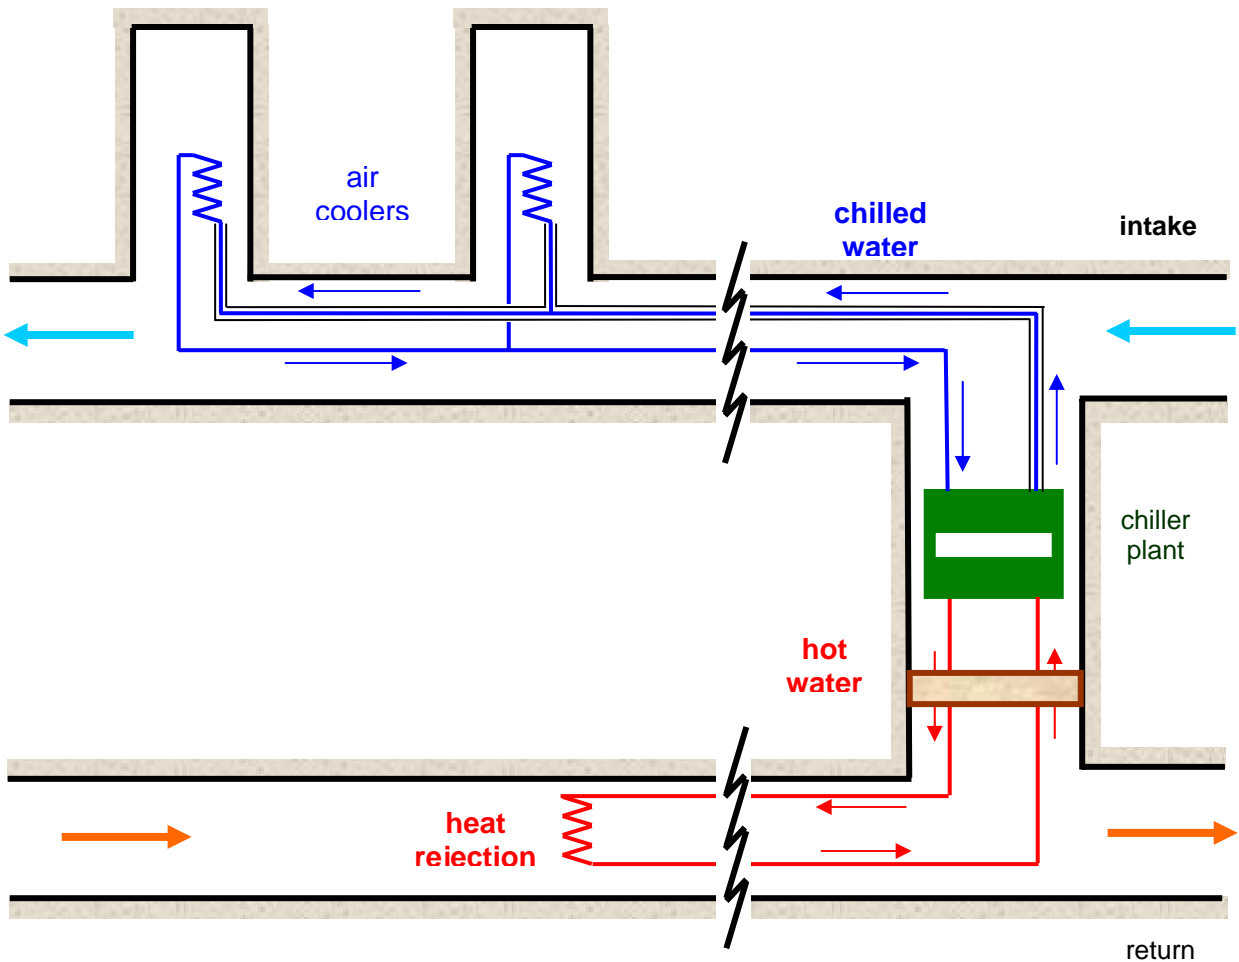 air
coolers
chilled
water
intake
chiller
plant
hot
water
heat
rejection
return